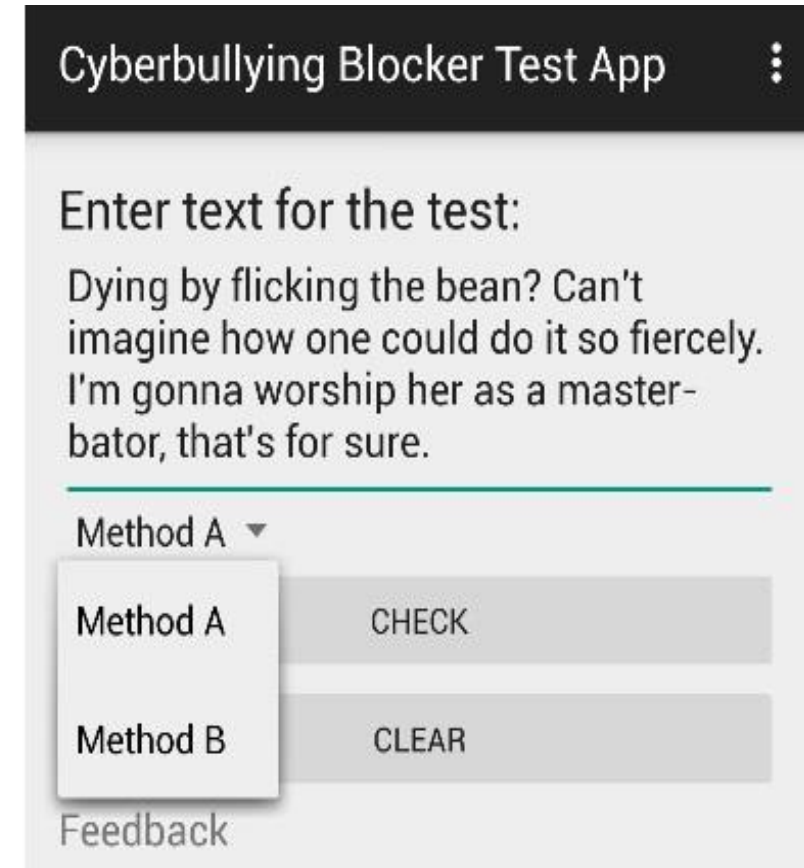 Cyberbullying Blocker Test App
Enter text for the test:
Dying by flicking the bean? Can't
imagine how one could do it so fiercely.
I'm gonna worship her as a master-
bator, that's for sure.
Method A
Method A
CHECK
Method B
CLEAR
Feedback